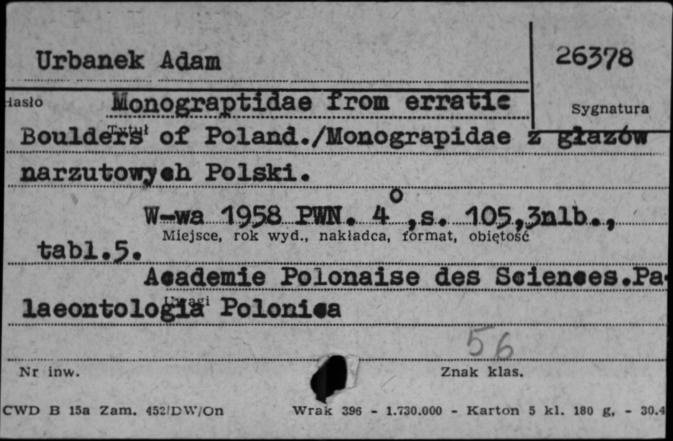 Urbanek Adam
26378
Hasło
Monograptidae from erratic
Sygnatura
Boulders of Poland./Monograpidae z głazów
Tytuł
narzutowych Polski.
W-wa 1958 PWN. 4°,s. 105,3nlb.,
Miejsce, rok wyd., nakładca, format, objętość
tabl.5.
Academie Polonaise des Sciences.Pa-
laeontologia Polonica
Uwagi
56
Nr inw.
Znak klas.
CWD B 15a Zam. 452/DW/On
Wrak 396 - 1.730.000 - Karton 5 kl. 180 g. - 30.4